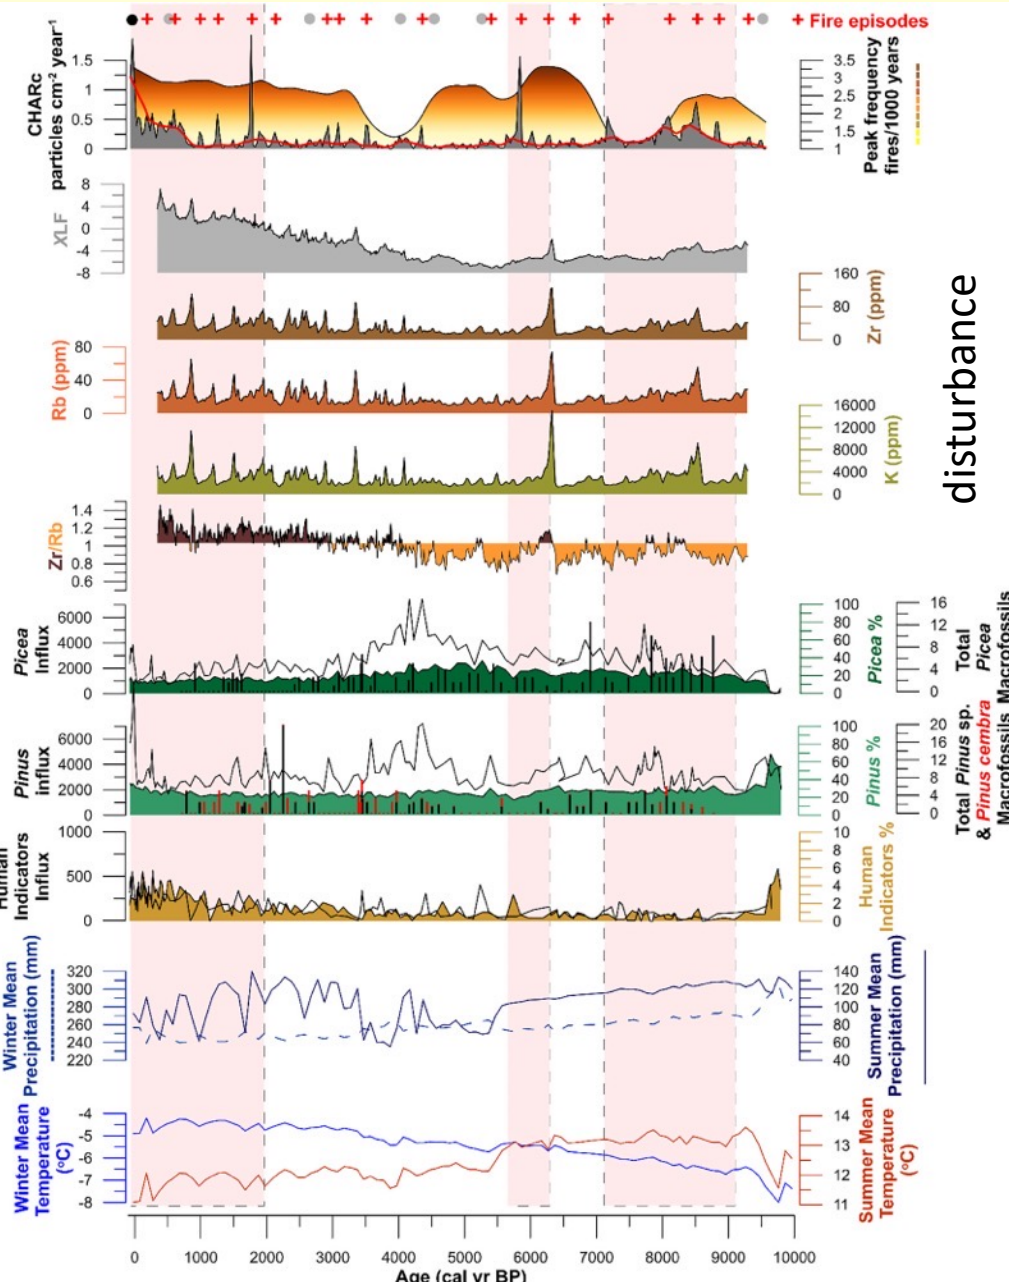 + Fire episodes
CHARc
particles cm⁻² year⁻¹
1.5
1
0.5
0
3.5
3
2.5
2
1.5
1
Peak frequency
fires/1000 years
XLF
8
4
0
-4
-8
160
80
0
Zr (ppm)
disturbance
Rb (ppm)
80
40
0
16000
12000
8000
4000
0
K (ppm)
Zr/Rb
1.4
1.2
1
0.8
0.6
Picea
Influx
6000
4000
2000
0
100
80
60
40
20
0
Picea %
16
12
8
4
0
Total
Picea
Macrofossils
Pinus
influx
6000
4000
2000
0
100
80
60
40
20
0
Pinus %
20
16
12
8
4
0
Total Pinus sp.
& Pinus cembra
Macrofossils
Human
Indicators
Influx
1000
500
0
10
8
6
4
2
0
Human
Indicators %
Winter Mean
Precipitation (mm)
320
300
280
260
240
220
140
120
100
80
60
40
Summer Mean
Precipitation (mm)
Winter Mean
Temperature
(°C)
-4
-5
-6
-7
-8
14
13
12
11
Summer Mean
Temperature
(°C)
0 1000 2000 3000 4000 5000 6000 7000 8000 9000 10000
Age (cal yr BP)